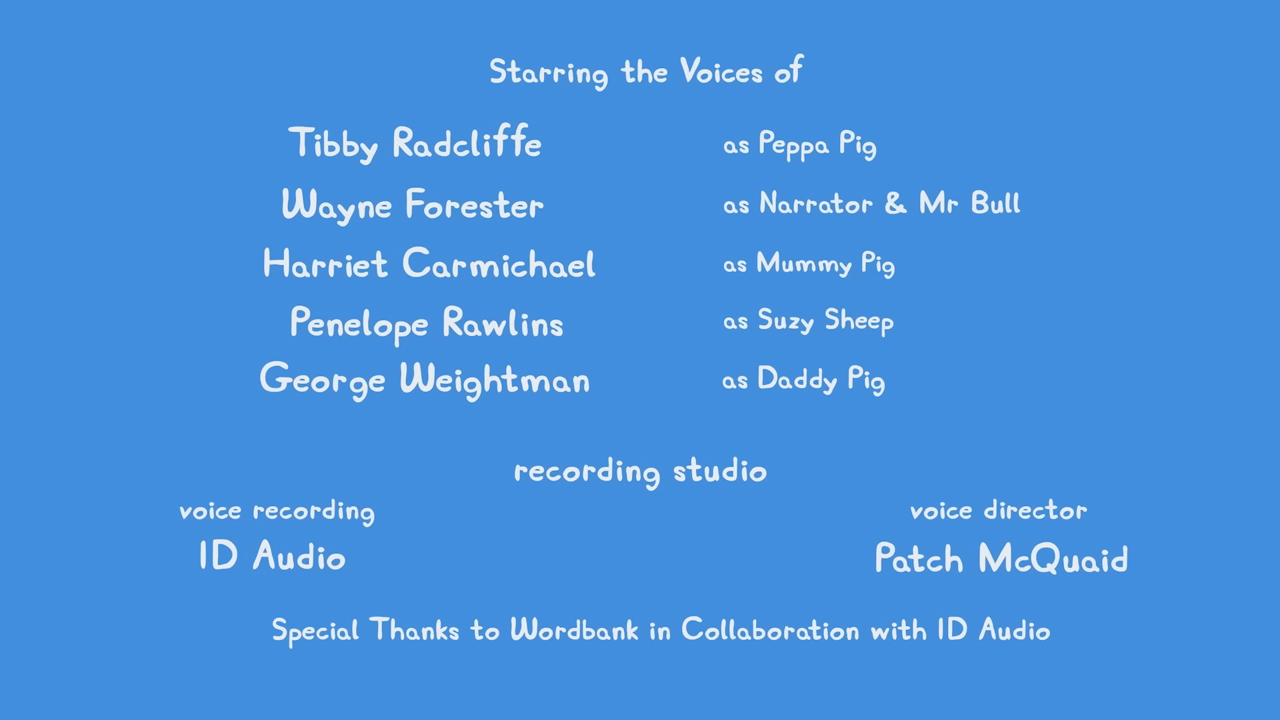 Starring the Voices of
Tibby Radcliffe as Peppa Pig
Wayne Forester as Narrator & Mr Bull
Harriet Carmichael as Mummy Pig
Penelope Rawlins as Suzy Sheep
George Weightman as Daddy Pig
recording studio
voice recording
ID Audio
voice director
Patch McQuaid
Special Thanks to Wordbank in Collaboration with ID Audio